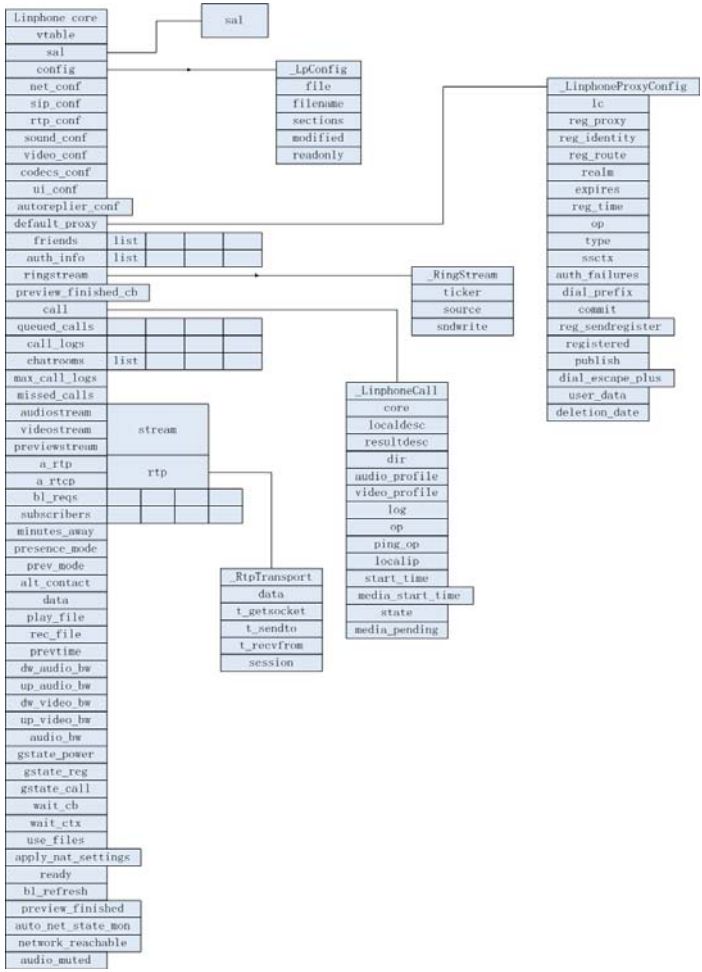 Linphone core
vtable
sal
config
net_conf
sip_conf
rtp_conf
sound_conf
video_conf
codecs_conf
ui_conf
autoreplier_conf
default_proxy
friends list
auth_info list
ringstream
preview_finished_cb
call
queued_calls
call_logs
chatrooms list
max_call_logs
missed_calls
audiostream
videostream
previewstream
a_rtp
a_rtcp
bl_reqs
subscribers
minutes_away
presence_mode
prev_mode
alt_contact
data
play_file
rec_file
prevtime
dw_audio_bw
up_audio_bw
dw_video_bw
up_video_bw
audio_bw
gstate_power
gstate_reg
gstate_call
wait_cb
wait_ctx
use_files
apply_nat_settings
ready
bl_refresh
preview_finished
auto_net_state_mon
network_reachable
audio_muted
sal
stream
rtp
_LpConfig
file
filename
sections
modified
readonly
_RingStream
ticker
source
sndwrite
_LinphoneCall
core
localdesc
resultdesc
dir
audio_profile
video_profile
log
op
ping_op
localip
start_time
media_start_time
state
media_pending
_RtpTransport
data
t_getsocket
t_sendto
t_recvfrom
session
_LinphoneProxyConfig
lc
reg_proxy
reg_identity
reg_route
realm
expires
reg_time
op
type
ssctx
auth_failures
dial_prefix
commit
reg_sendregister
registered
publish
dial_escape_plus
user_data
deletion_date